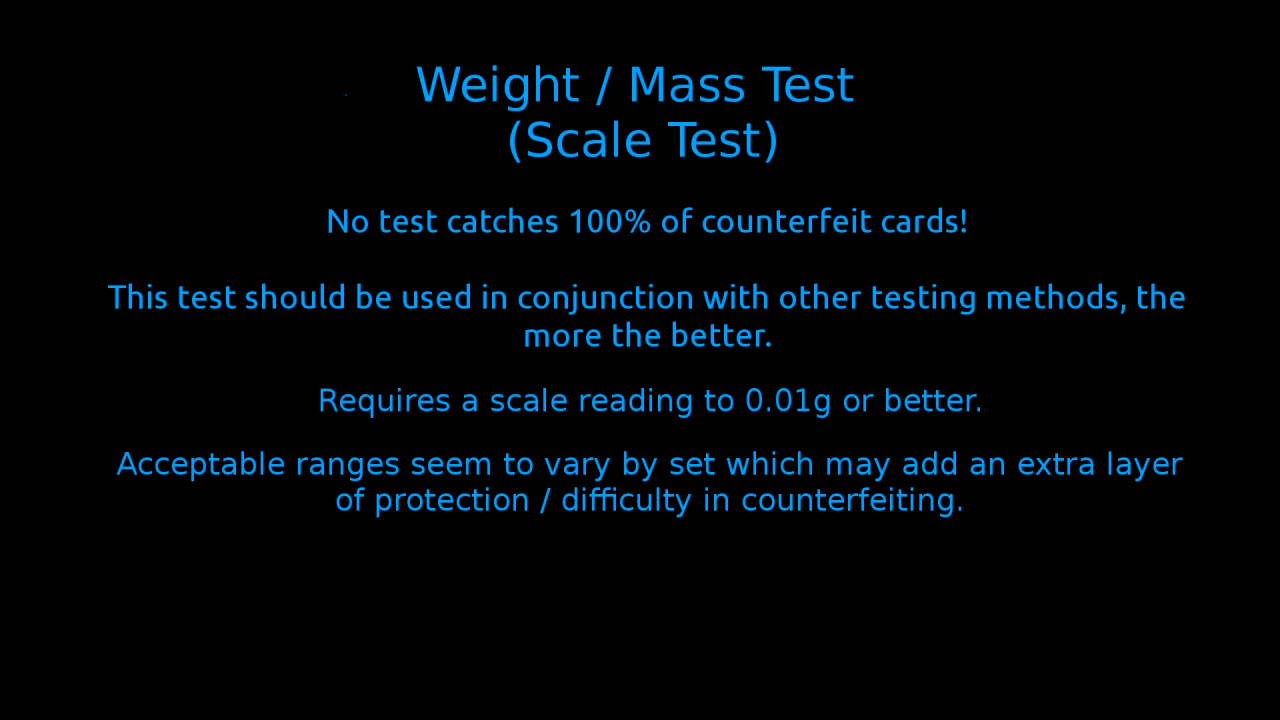 Weight / Mass Test
(Scale Test)
No test catches 100% of counterfeit cards!
This test should be used in conjunction with other testing methods, the
more the better.
Requires a scale reading to 0.01g or better.
Acceptable ranges seem to vary by set which may add an extra layer
of protection / difficulty in counterfeiting.